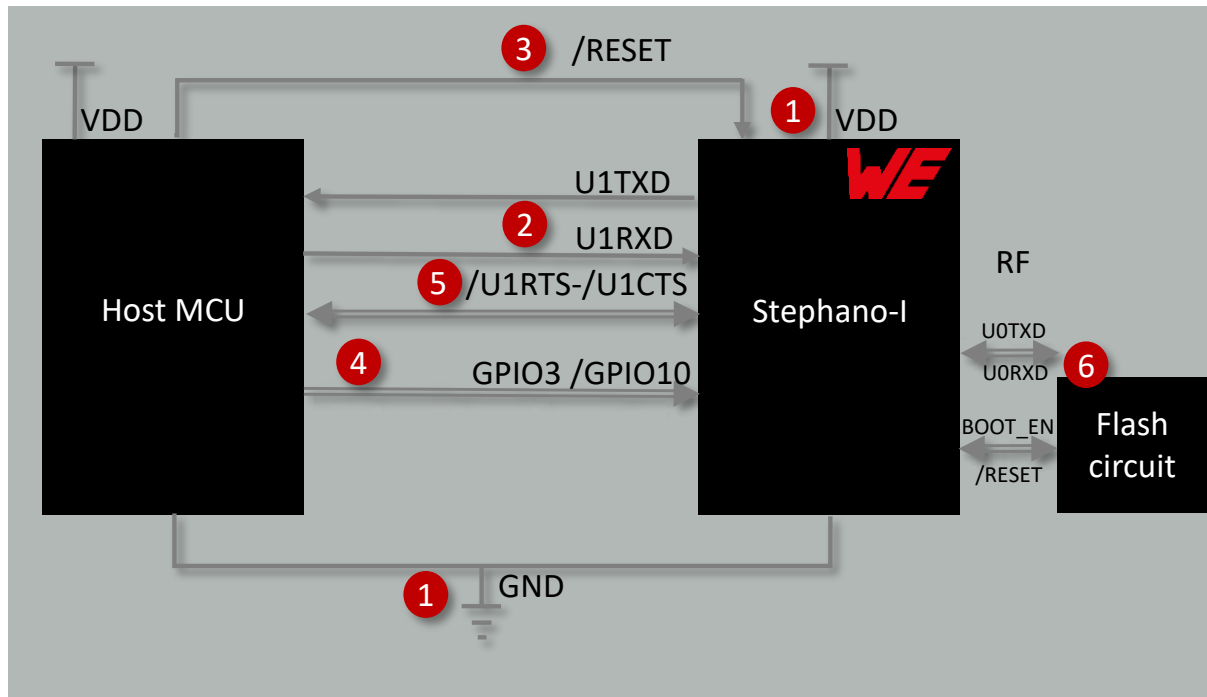 3 /RESET
VDD
1
VDD
WE
U1TXD
2
U1RXD
5 /U1RTS-/U1CTS
RF
Host MCU
Stephano-I
U0TXD
4
GPIO3 /GPIO10
U0RXD
6
BOOT_EN
Flash
circuit
/RESET
1
GND